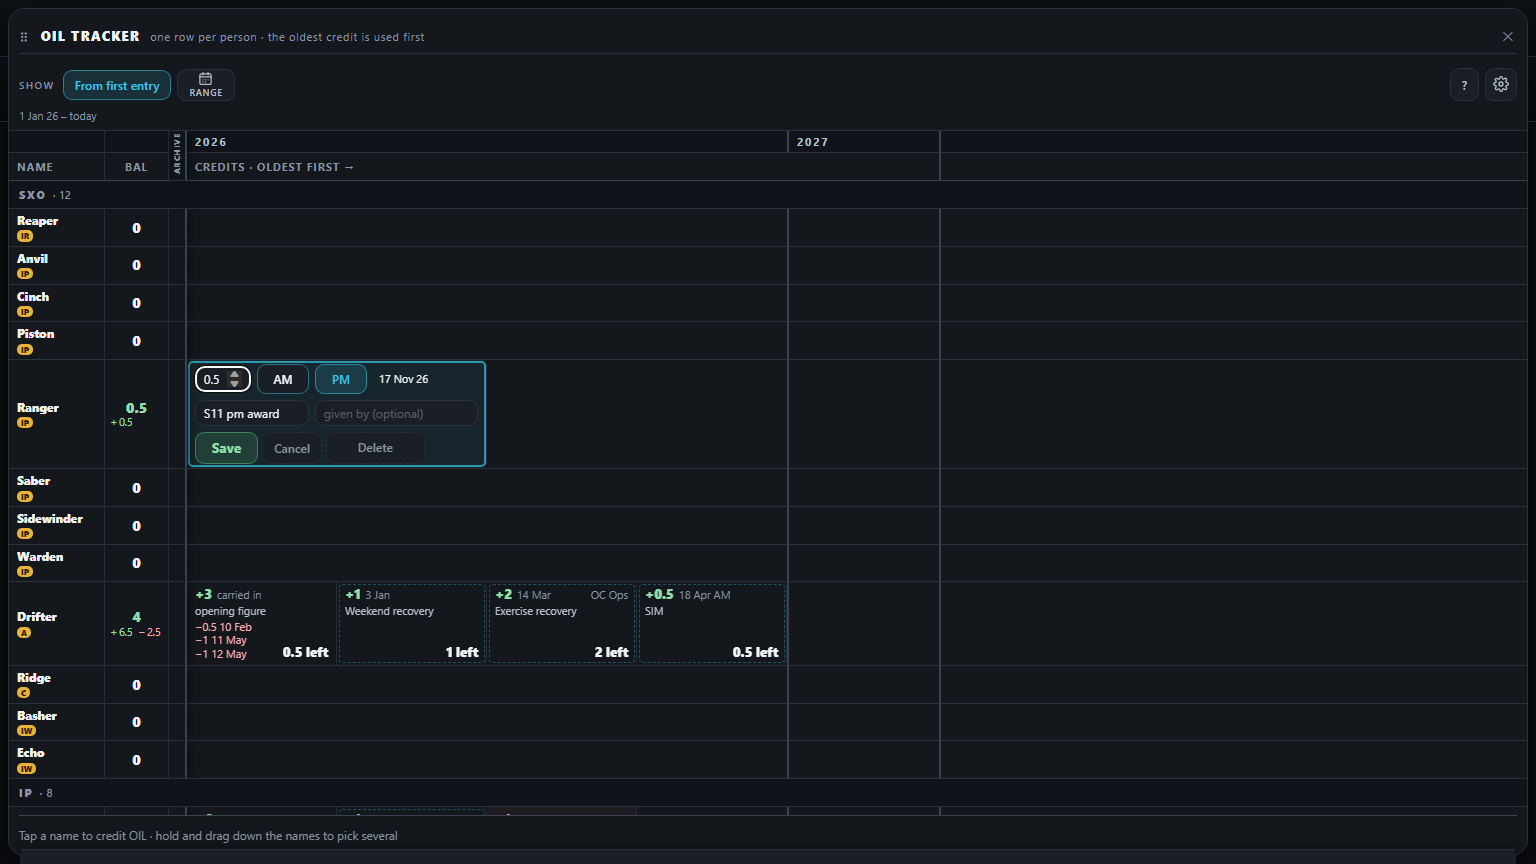 OIL TRACKER one row per person · the oldest credit is used first
SHOW From first entry RANGE
?
1 Jan 26 – today
ARCHIVE
2026 2027
NAME BAL CREDITS · OLDEST FIRST →
SXO · 12
Reaper
IR
0
Anvil
IP
0
Cinch
IP
0
Piston
IP
0
Ranger
IP
0.5
+0.5
0.5 AM PM 17 Nov 26
S11 pm award given by (optional)
Save Cancel Delete
Saber
IP
0
Sidewinder
IP
0
Warden
IP
0
Drifter
A
4
+6.5 −2.5
+3 carried in
opening figure
−0.5 10 Feb
−1 11 May
−1 12 May
0.5 left
+1 3 Jan
Weekend recovery
1 left
+2 14 Mar OC Ops
Exercise recovery
2 left
+0.5 18 Apr AM
SIM
0.5 left
Ridge
C
0
Basher
IW
0
Echo
IW
0
IP · 8
Tap a name to credit OIL · hold and drag down the names to pick several